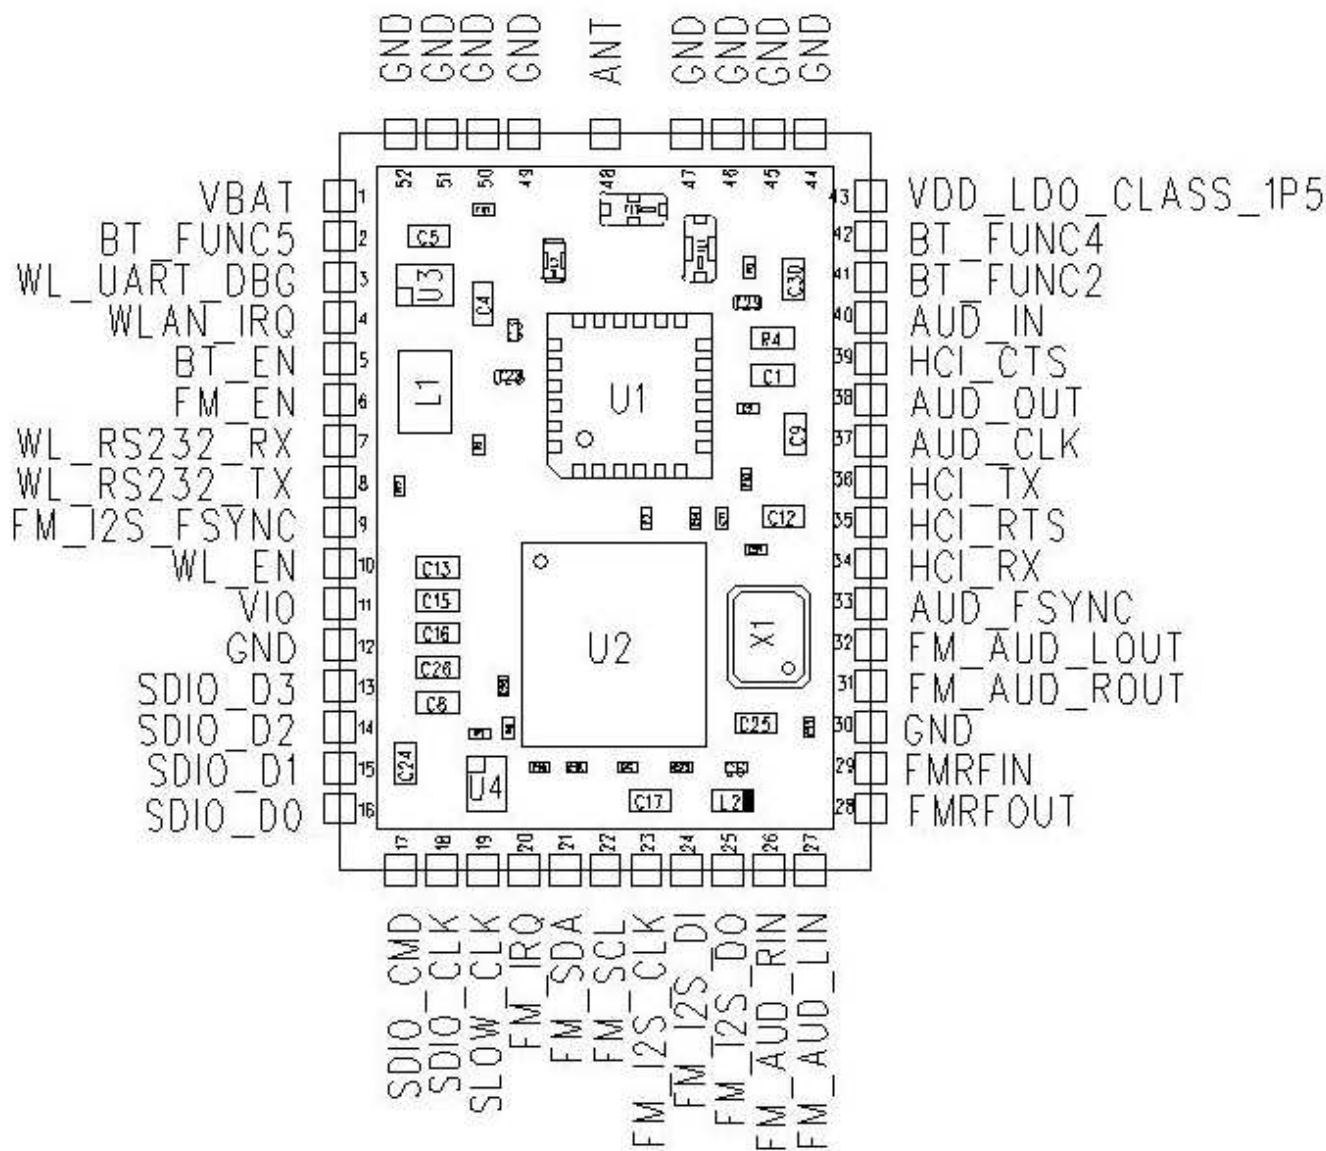 GND GND GND GND ANT GND GND GND GND
52 51 50 49 48 47 46 45 44
VBAT 1 43 VDD_LDO_CLASS_1P5
BT_FUNC5 2 C5 42 BT_FUNC4
WL_UART_DBG 3 U3 C4 C30 41 BT_FUNC2
WLAN_IRQ 4 C3 C29 R4 40 AUD_IN
BT_EN 5 L1 C28 U1 C1 39 HCI_CTS
FM_EN 6 38 AUD_OUT
WL_RS232_RX 7 C9 37 AUD_CLK
WL_RS232_TX 8 36 HCI_TX
FM_I2S_FSYNC 9 C12 35 HCI_RTS
WL_EN 10 C13 34 HCI_RX
VIO 11 C15 33 AUD_FSYNC
GND 12 C16 U2 X1 32 FM_AUD_LOUT
SDIO_D3 13 C26 31 FM_AUD_ROUT
SDIO_D2 14 C8 C25 30 GND
SDIO_D1 15 C24 U4 29 FMRFIN
SDIO_D0 16 C17 L2 28 FMRFOUT
17 18 19 20 21 22 23 24 25 26 27
SDIO_CMD
SDIO_CLK
SLOW_CLK
FM_IRQ
FM_SDA
FM_SCL
FM_I2S_CLK
FM_I2S_DI
FM_I2S_DO
FM_AUD_RIN
FM_AUD_LIN